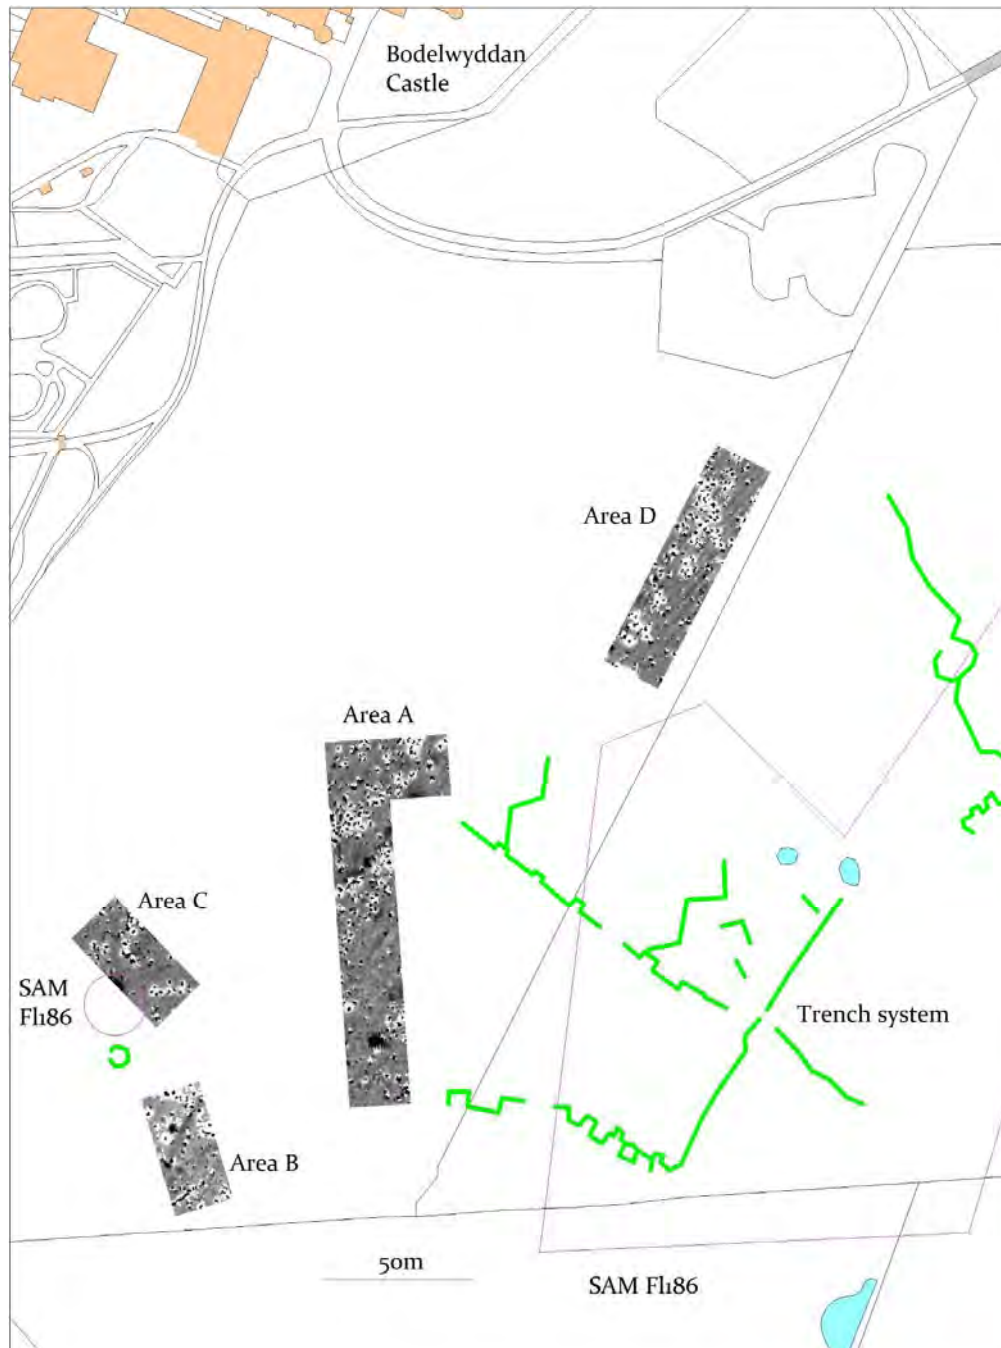 Bodelwyddan
Castle
Area D
Area A
Area C
SAM
Fl186
Trench system
Area B
50m
SAM Fl186